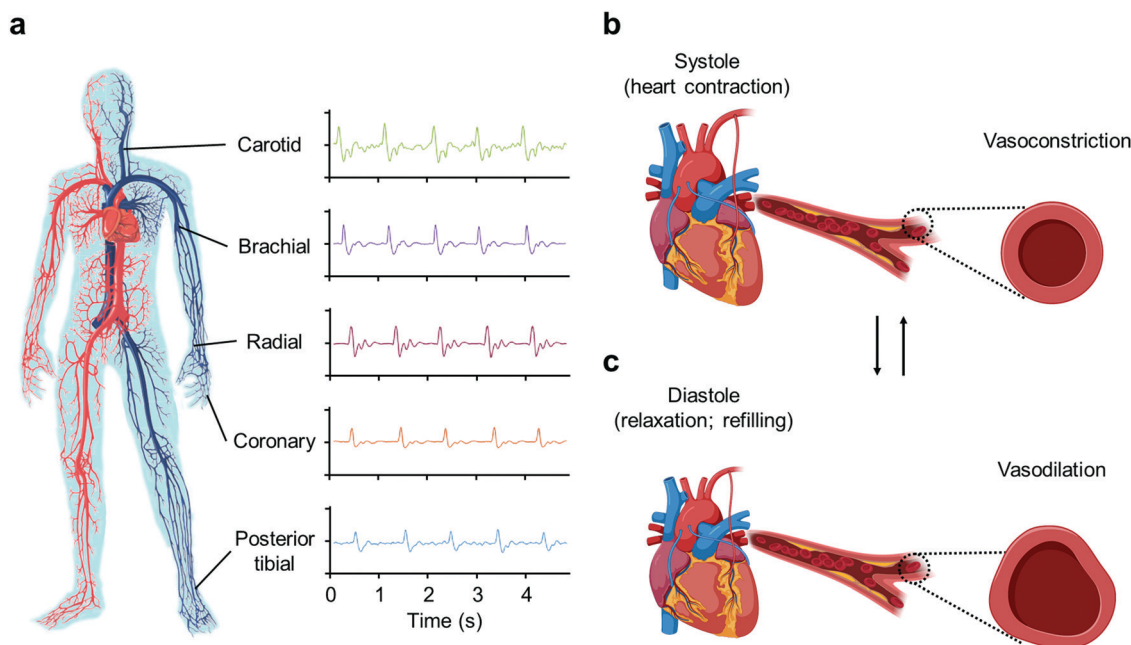 a
Carotid
Brachial
Radial
Coronary
Posterior
tibial
0 1 2 3 4
Time (s)
b
Systole
(heart contraction)
Vasoconstriction
c
Diastole
(relaxation; refilling)
Vasodilation